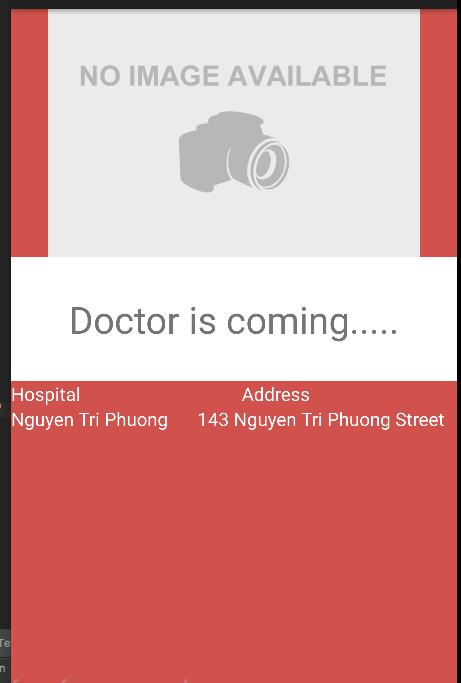 NO IMAGE AVAILABLE
Doctor is coming.....
Hospital Address
Nguyen Tri Phuong 143 Nguyen Tri Phuong Street